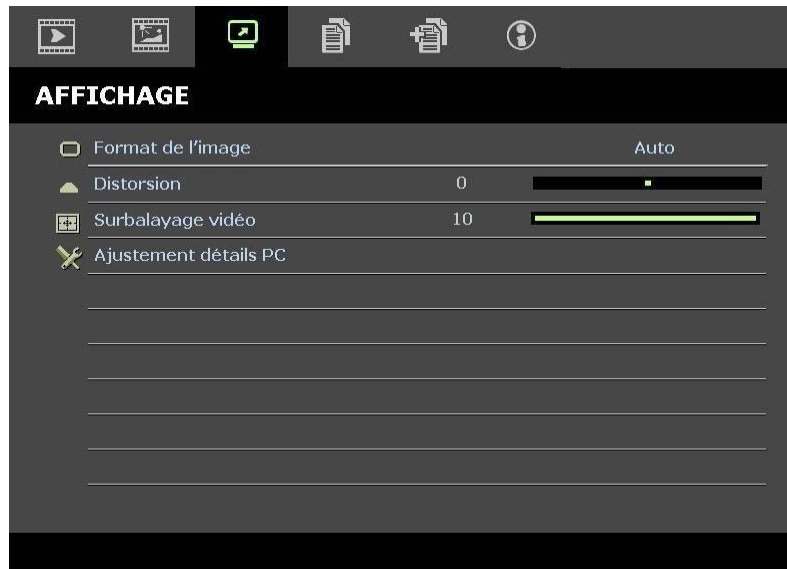 AFFICHAGE
Format de l'image Auto
Distorsion 0
Surbalayage vidéo 10
Ajustement détails PC